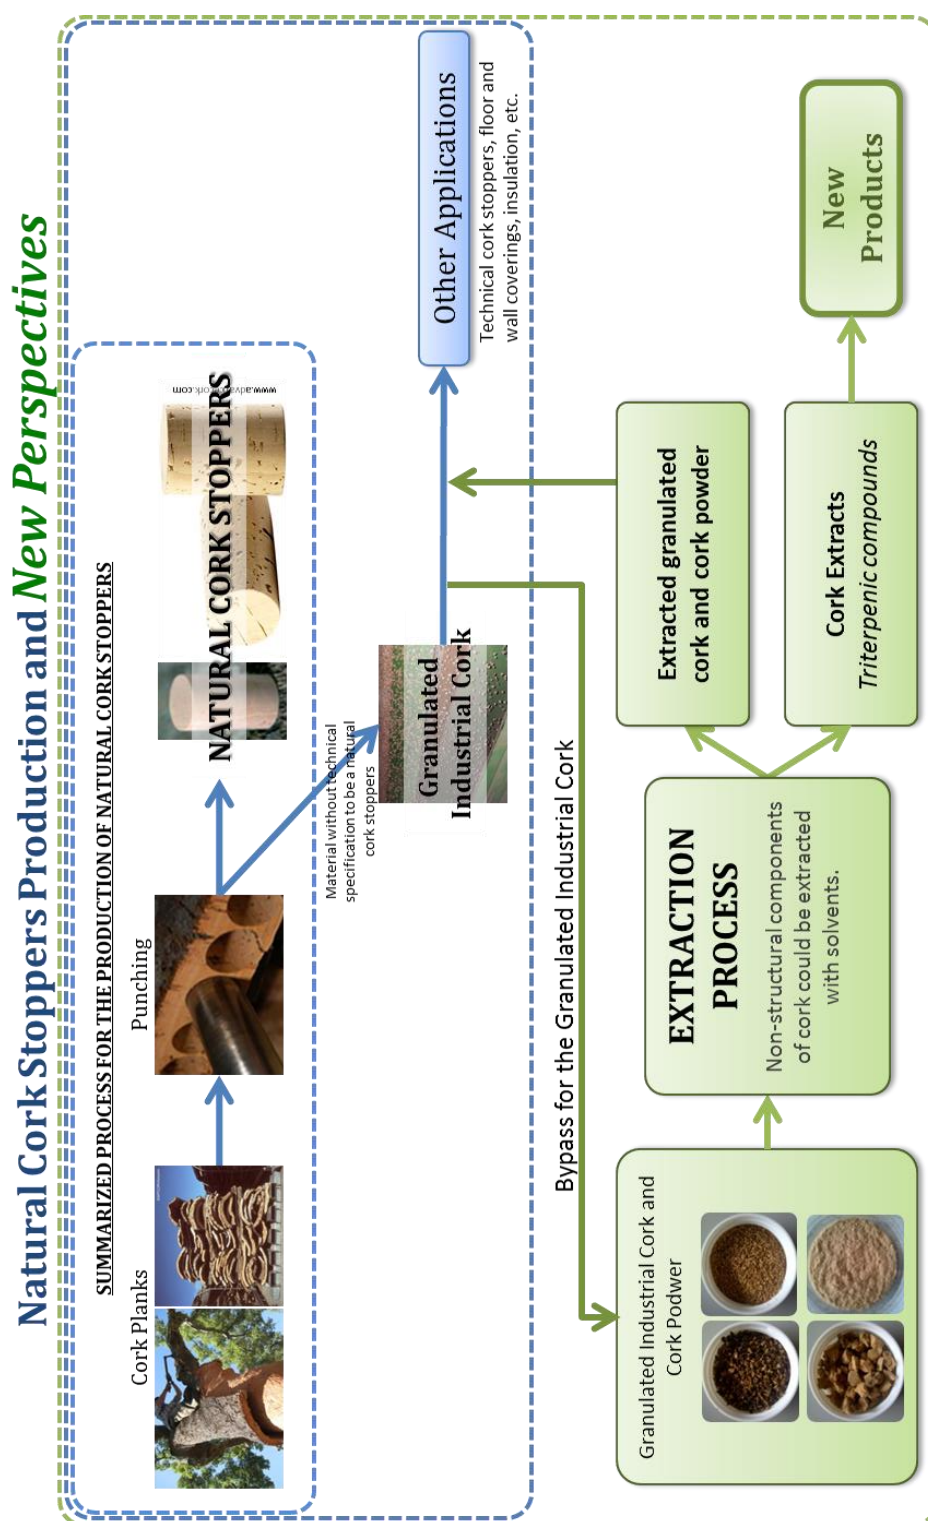 Natural Cork Stoppers Production and New Perspectives
SUMMARIZED PROCESS FOR THE PRODUCTION OF NATURAL CORK STOPPERS
Cork Planks
Punching
NATURAL CORK STOPPERS
Material without technical
specification to be a natural
cork stoppers
Granulated
Industrial Cork
Other Applications
Technical cork stoppers, floor and
wall coverings, insulation, etc.
Bypass for the Granulated Industrial Cork
Granulated Industrial Cork and
Cork Podwer
EXTRACTION
PROCESS
Non-structural components
of cork could be extracted
with solvents.
Extracted granulated
cork and cork powder
Cork Extracts
Triterpenic compounds
New
Products